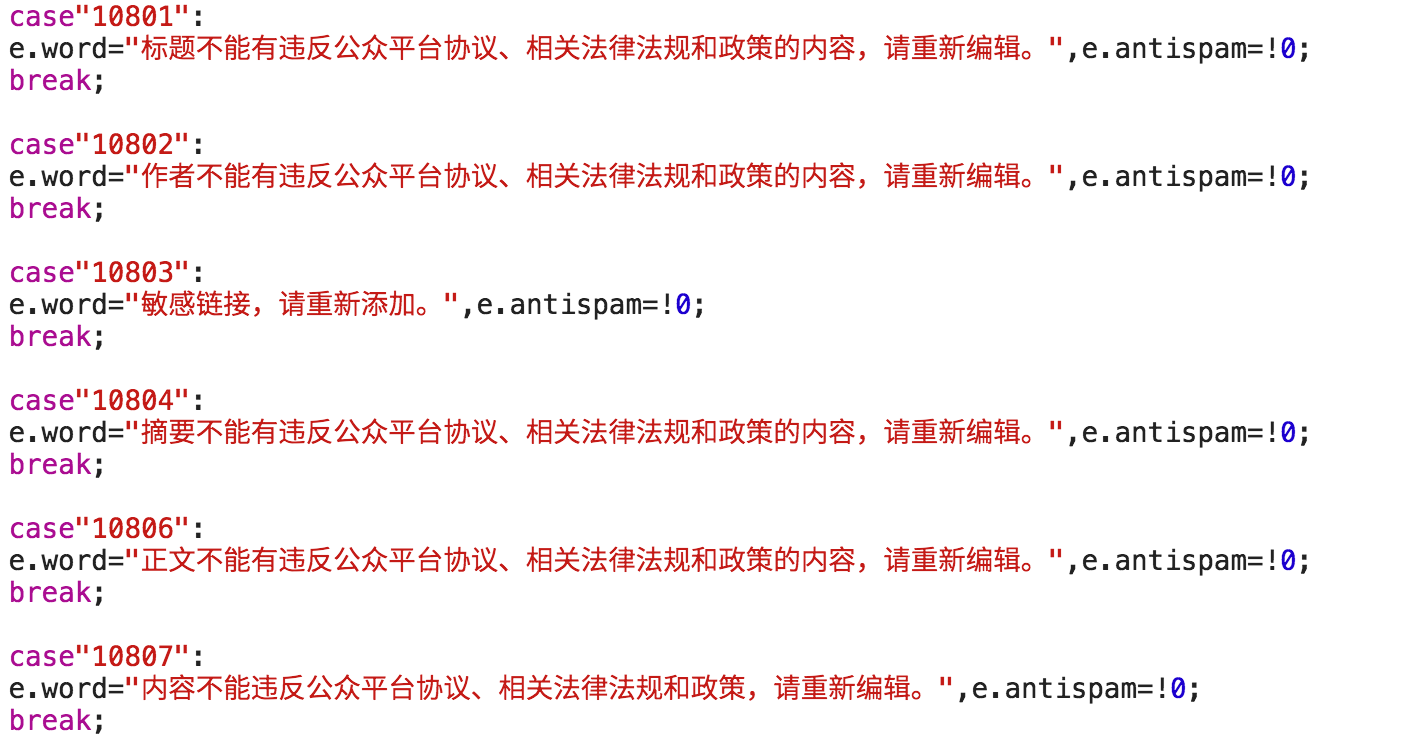 case"10801":
e.word="标题不能有违反公众平台协议、相关法律法规和政策的内容，请重新编辑。",e.antispam=!0;
break;
case"10802":
e.word="作者不能有违反公众平台协议、相关法律法规和政策的内容，请重新编辑。",e.antispam=!0;
break;
case"10803":
e.word="敏感链接，请重新添加。",e.antispam=!0;
break;
case"10804":
e.word="摘要不能有违反公众平台协议、相关法律法规和政策的内容，请重新编辑。",e.antispam=!0;
break;
case"10806":
e.word="正文不能有违反公众平台协议、相关法律法规和政策的内容，请重新编辑。",e.antispam=!0;
break;
case"10807":
e.word="内容不能违反公众平台协议、相关法律法规和政策，请重新编辑。",e.antispam=!0;
break;